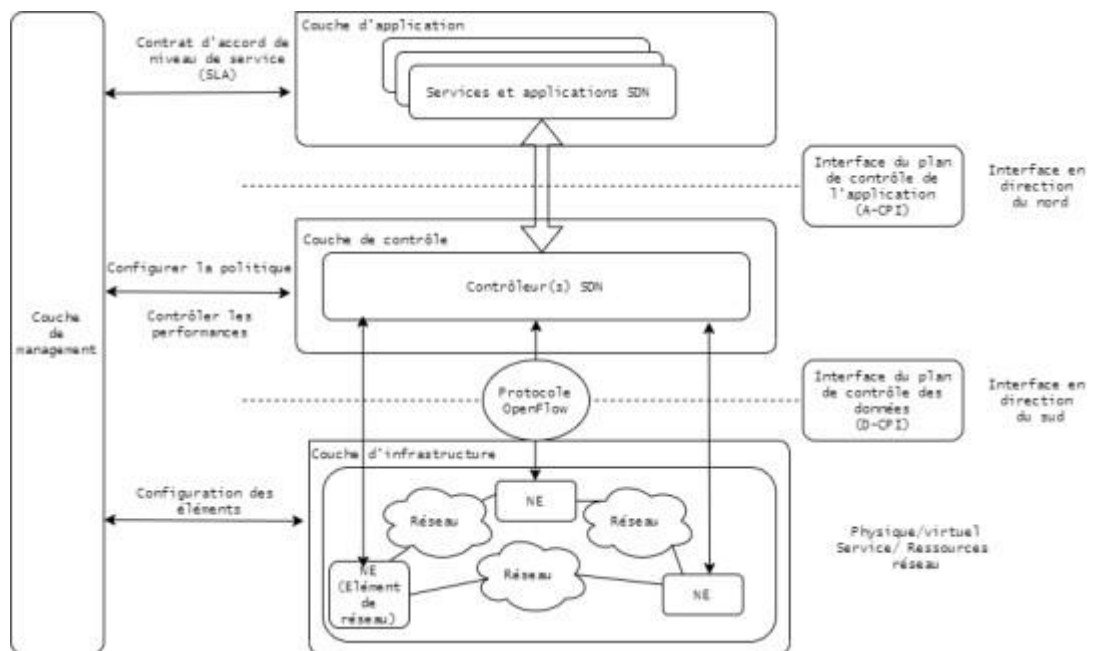 Couche d'application
Contrat d'accord de
niveau de service
(SLA)
Services et applications SDN
Interface du plan
de contrôle de
l'application
(A-CPI)
Interface en
direction
du nord
Couche de contrôle
Configurer la politique
Contrôleur(s) SDN
Contrôler les
performances
Couche
de
management
Protocole
OpenFlow
Interface du plan
de contrôle des
données
(D-CPI)
Interface en
direction
du sud
Couche d'infrastructure
Configuration des
éléments
NE
Réseau
Réseau
Physique/virtuel
Service/ Ressources
réseau
Réseau
NE
(Elément
de
réseau)
NE